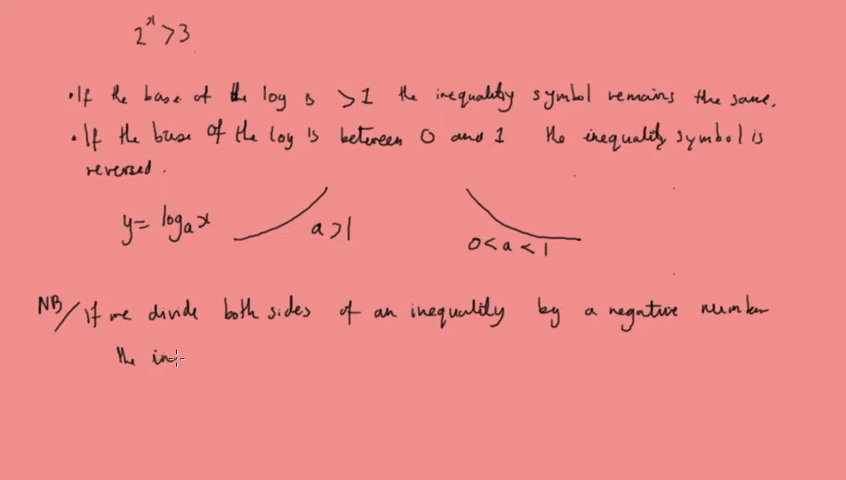 2^x > 3
• If the base of the log is > 1 the inequality symbol remains the same.
• If the base of the log is between 0 and 1 the inequality symbol is
reversed.
y = log_a x
a > 1
0 < a < 1
NB/ If we divide both sides of an inequality by a negative number
the ine